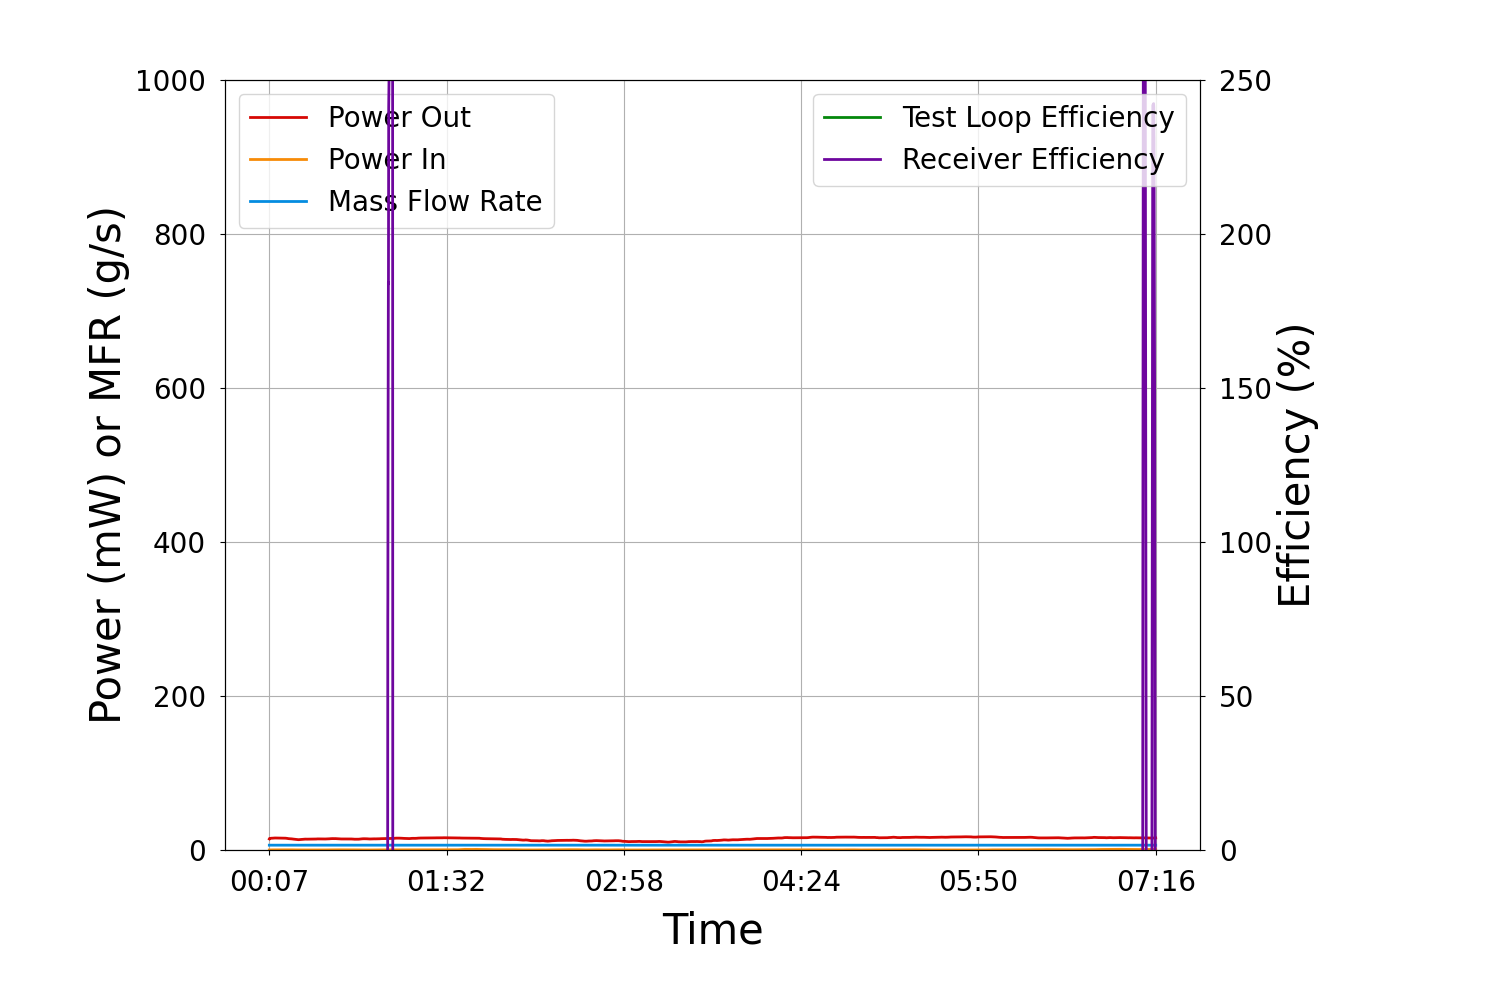 1000
800
600
400
200
0
Power (mW) or MFR (g/s)
Power Out
Power In
Mass Flow Rate
Test Loop Efficiency
Receiver Efficiency
250
200
150
100
50
0
Efficiency (%)
00:07 01:32 02:58 04:24 05:50 07:16
Time